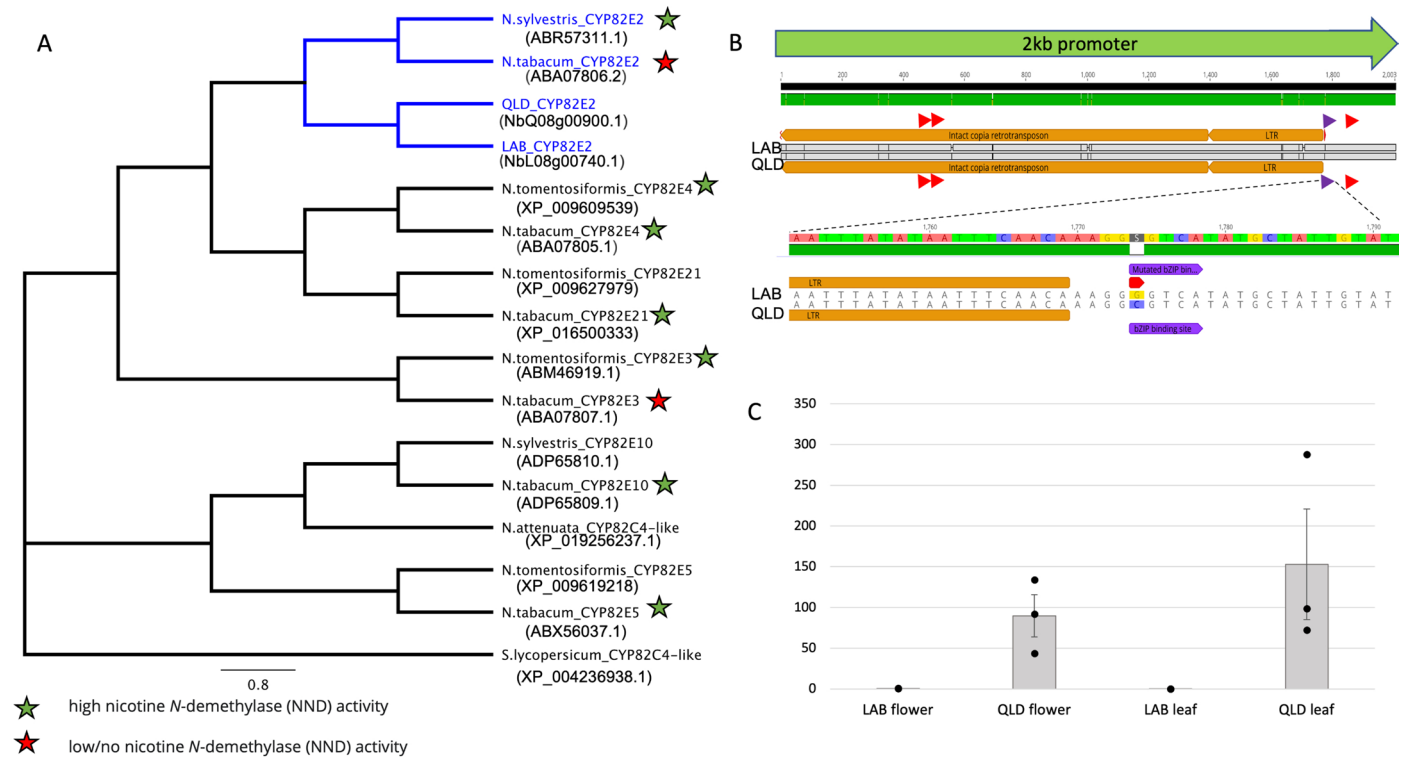 A
N.sylvestris_CYP82E2
(ABR57311.1)
N.tabacum_CYP82E2
(ABA07806.2)
QLD_CYP82E2
(NbQ08g00900.1)
LAB_CYP82E2
(NbL08g00740.1)
N.tomentosiformis_CYP82E4
(XP_009609539)
N.tabacum_CYP82E4
(ABA07805.1)
N.tomentosiformis_CYP82E21
(XP_009627979)
N.tabacum_CYP82E21
(XP_016500333)
N.tomentosiformis_CYP82E3
(ABM46919.1)
N.tabacum_CYP82E3
(ABA07807.1)
N.sylvestris_CYP82E10
(ADP65810.1)
N.tabacum_CYP82E10
(ADP65809.1)
N.attenuata_CYP82C4-like
(XP_019256237.1)
N.tomentosiformis_CYP82E5
(XP_009619218)
N.tabacum_CYP82E5
(ABX56037.1)
S.lycopersicum_CYP82C4-like
(XP_004236938.1)
0.8
high nicotine N-demethylase (NND) activity
low/no nicotine N-demethylase (NND) activity
B
2kb promoter
1 200 400 600 800 1,000 1,200 1,400 1,600 1,800 2,003
Intact copia retrotransposon LTR
LAB
QLD
Intact copia retrotransposon LTR
1,760 1,770 1,780 1,790
A A T T T A T A T A A T T T C A A C A A A G G S G T C A T A T G C T A T T G T A T
Mutated bZIP bin...
LTR
LAB A A T T T A T A T A A T T T C A A C A A A G G G G T C A T A T G C T A T T G T A T
QLD A A T T T A T A T A A T T T C A A C A A A G G C G T C A T A T G C T A T T G T A T
LTR
bZIP binding site
C
350
300
250
200
150
100
50
0
LAB flower QLD flower LAB leaf QLD leaf